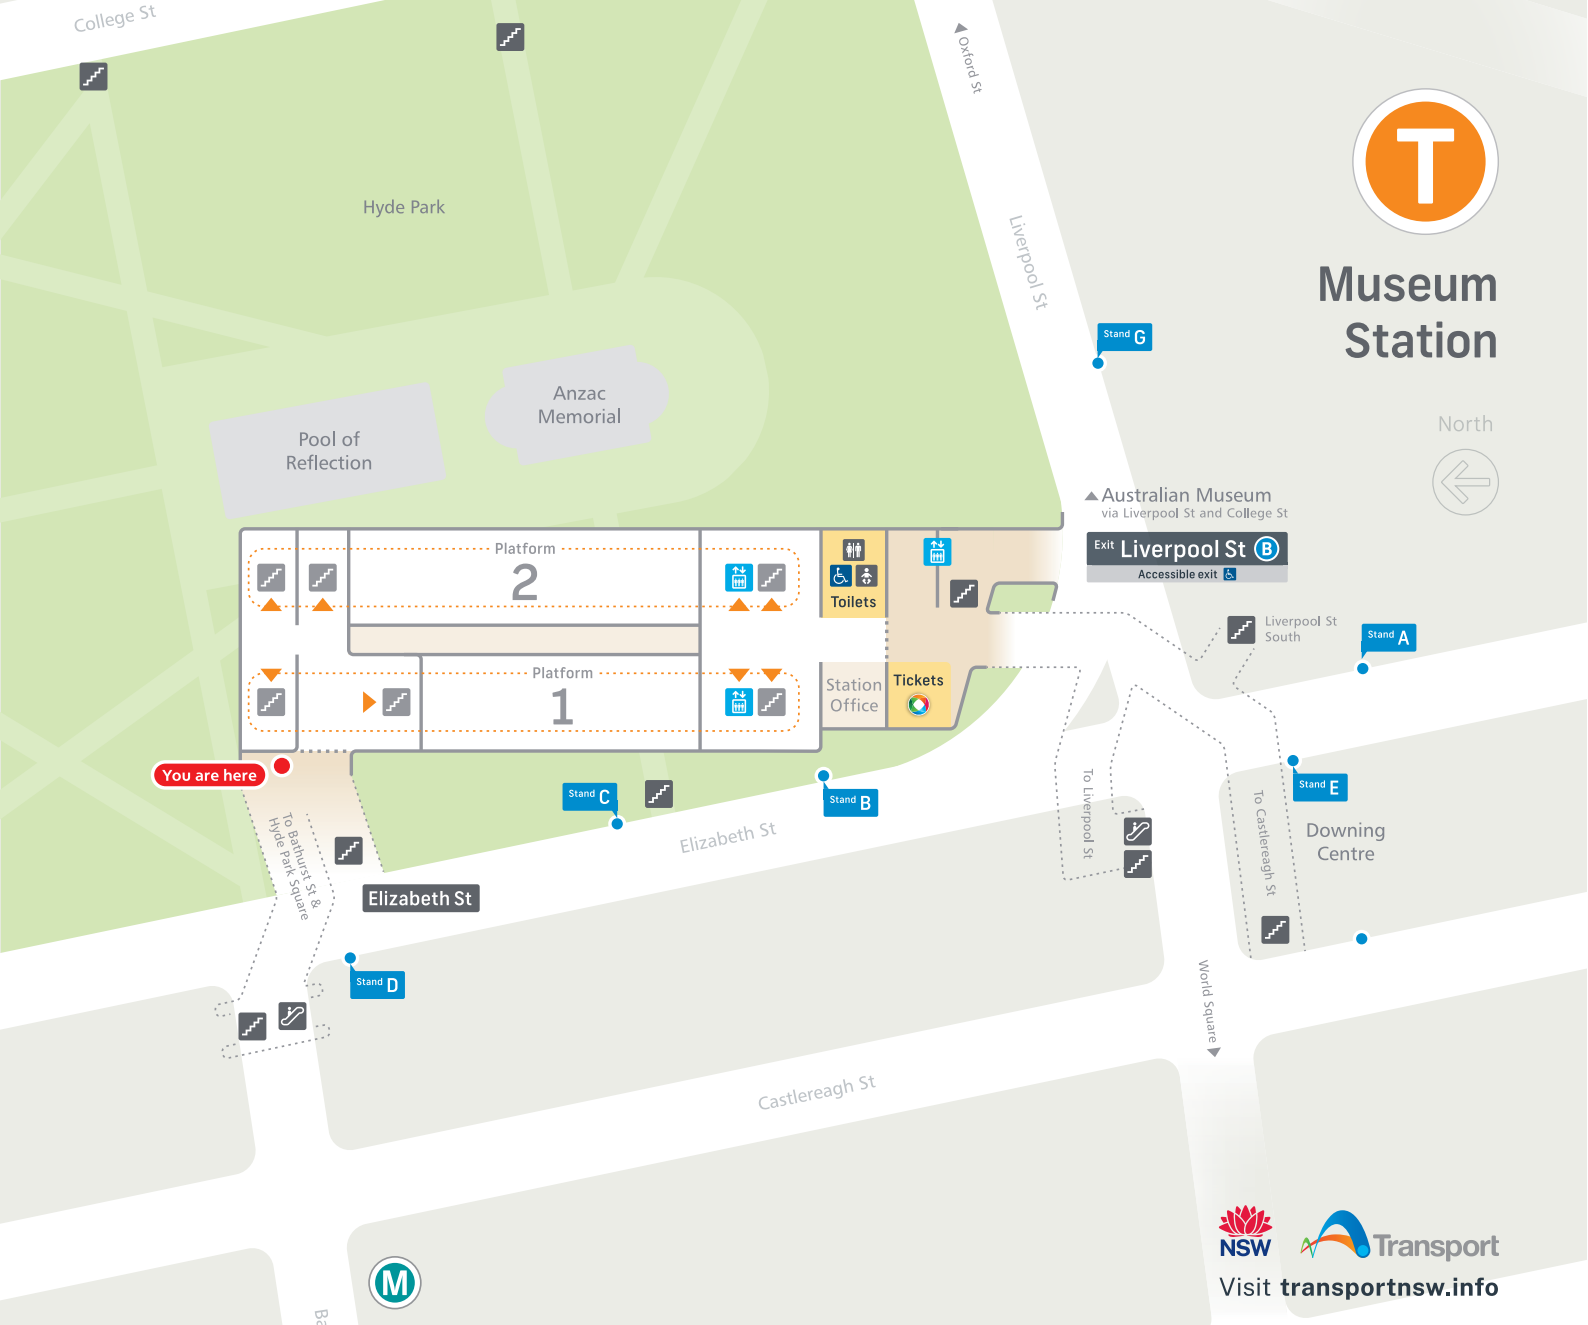 College St
Oxford St
T
Hyde Park
Liverpool St
Museum
Station
Stand G
Anzac
Memorial
Pool of
Reflection
North
Australian Museum
via Liverpool St and College St
Exit Liverpool St B
Accessible exit
Platform
2
Toilets
Liverpool St
South
Stand A
Platform
1
Station
Office
Tickets
You are here
Stand C
Stand B
Stand E
Elizabeth St
To Liverpool St
To Castlereagh St
Downing
Centre
To Bathurst St &
Hyde Park Square
Elizabeth St
Stand D
World Square
Castlereagh St
NSW
Transport
M
Visit transportnsw.info